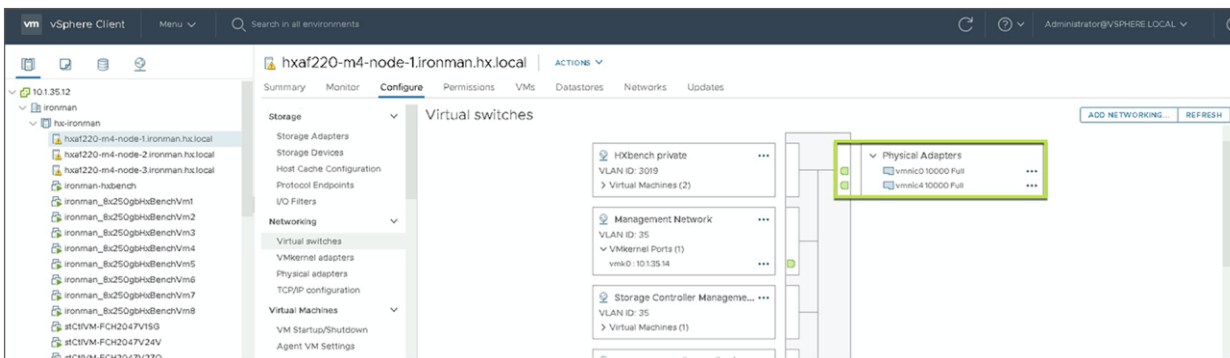 vm vSphere Client Menu Search in all environments Administrator@VSPHERE.LOCAL
10.1.35.12
ironman
hx-ironman
hxaf220-m4-node-1.ironman.hx.local
hxaf220-m4-node-2.ironman.hx.local
hxaf220-m4-node-3.ironman.hx.local
ironman-hxbench
ironman_8x250gbHxBenchVm1
ironman_8x250gbHxBenchVm2
ironman_8x250gbHxBenchVm3
ironman_8x250gbHxBenchVm4
ironman_8x250gbHxBenchVm5
ironman_8x250gbHxBenchVm6
ironman_8x250gbHxBenchVm7
ironman_8x250gbHxBenchVm8
stCtlVM-FCH2047V1SG
stCtlVM-FCH2047V24V
hxaf220-m4-node-1.ironman.hx.local ACTIONS
Summary Monitor Configure Permissions VMs Datastores Networks Updates
Storage
Storage Adapters
Storage Devices
Host Cache Configuration
Protocol Endpoints
I/O Filters
Networking
Virtual switches
VMkernel adapters
Physical adapters
TCP/IP configuration
Virtual Machines
VM Startup/Shutdown
Agent VM Settings
Virtual switches
ADD NETWORKING... REFRESH
HXbench private ...
VLAN ID: 3019
Virtual Machines (2)
Management Network ...
VLAN ID: 35
VMkernel Ports (1)
vmk0 : 10.1.35.14 ...
Storage Controller Manageme... ...
VLAN ID: 35
Virtual Machines (1)
Physical Adapters
vmnic0 10000 Full ...
vmnic4 10000 Full ...